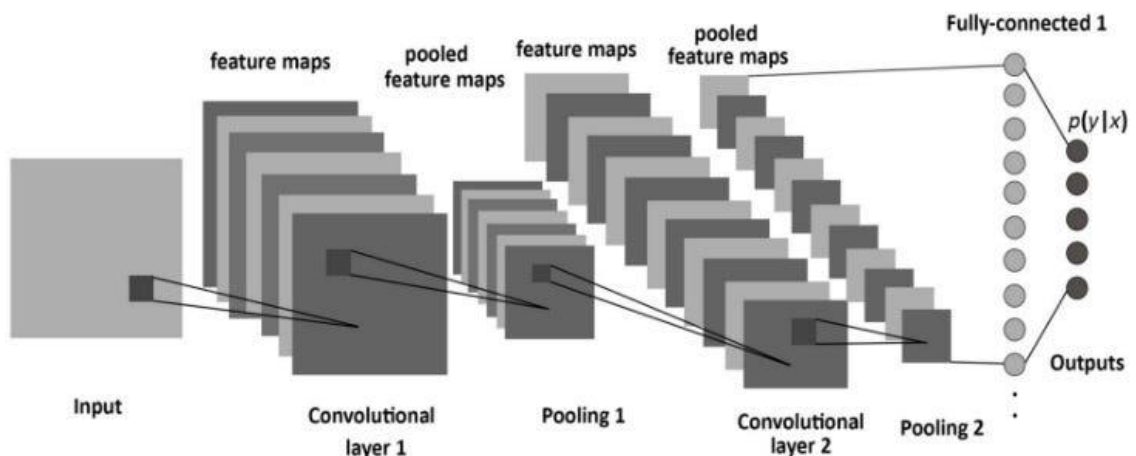 feature maps
pooled
feature maps
feature maps
pooled
feature maps
Fully-connected 1
p(y|x)
Outputs
Input
Convolutional
layer 1
Pooling 1
Convolutional
layer 2
Pooling 2